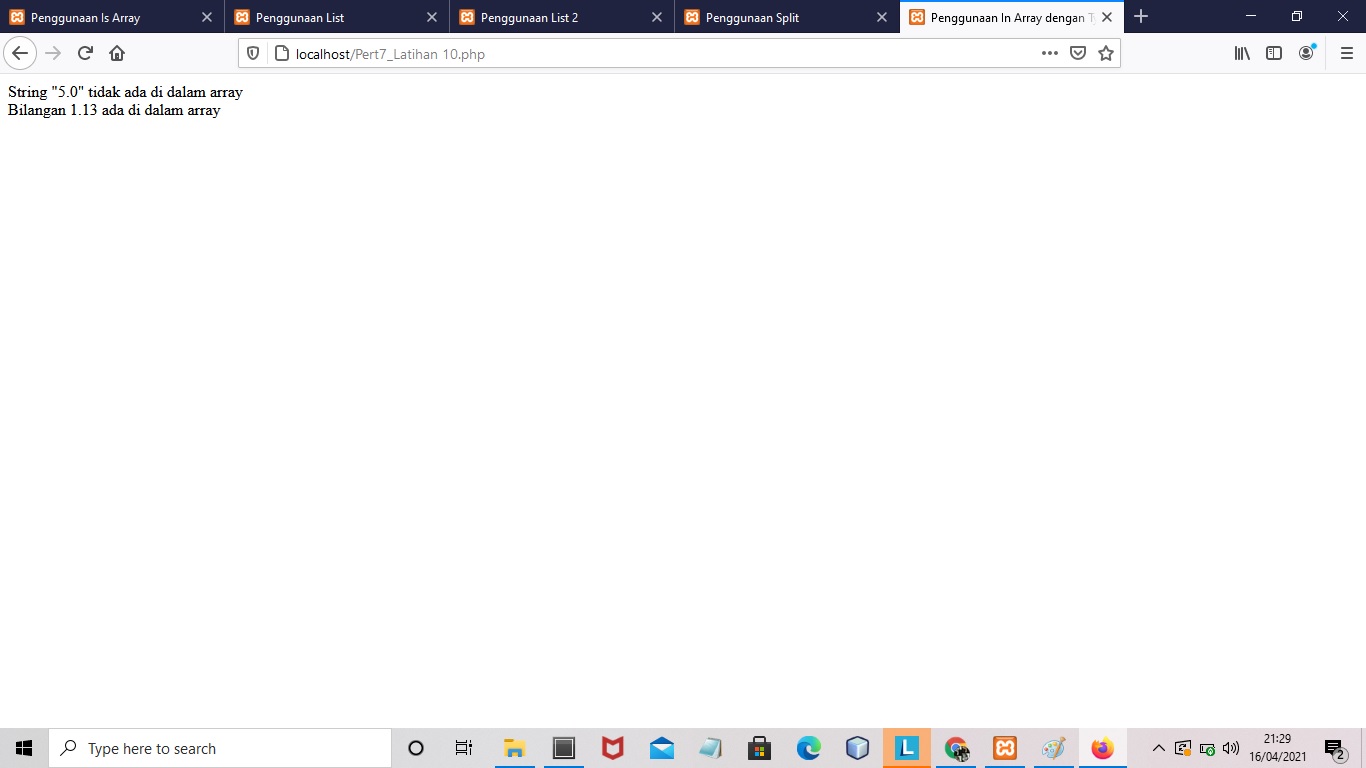 Penggunaan Is Array
Penggunaan List
Penggunaan List 2
Penggunaan Split
Penggunaan In Array dengan T
localhost/Pert7_Latihan 10.php
String "5.0" tidak ada di dalam array
Bilangan 1.13 ada di dalam array
Type here to search
L
21:29
16/04/2021
2